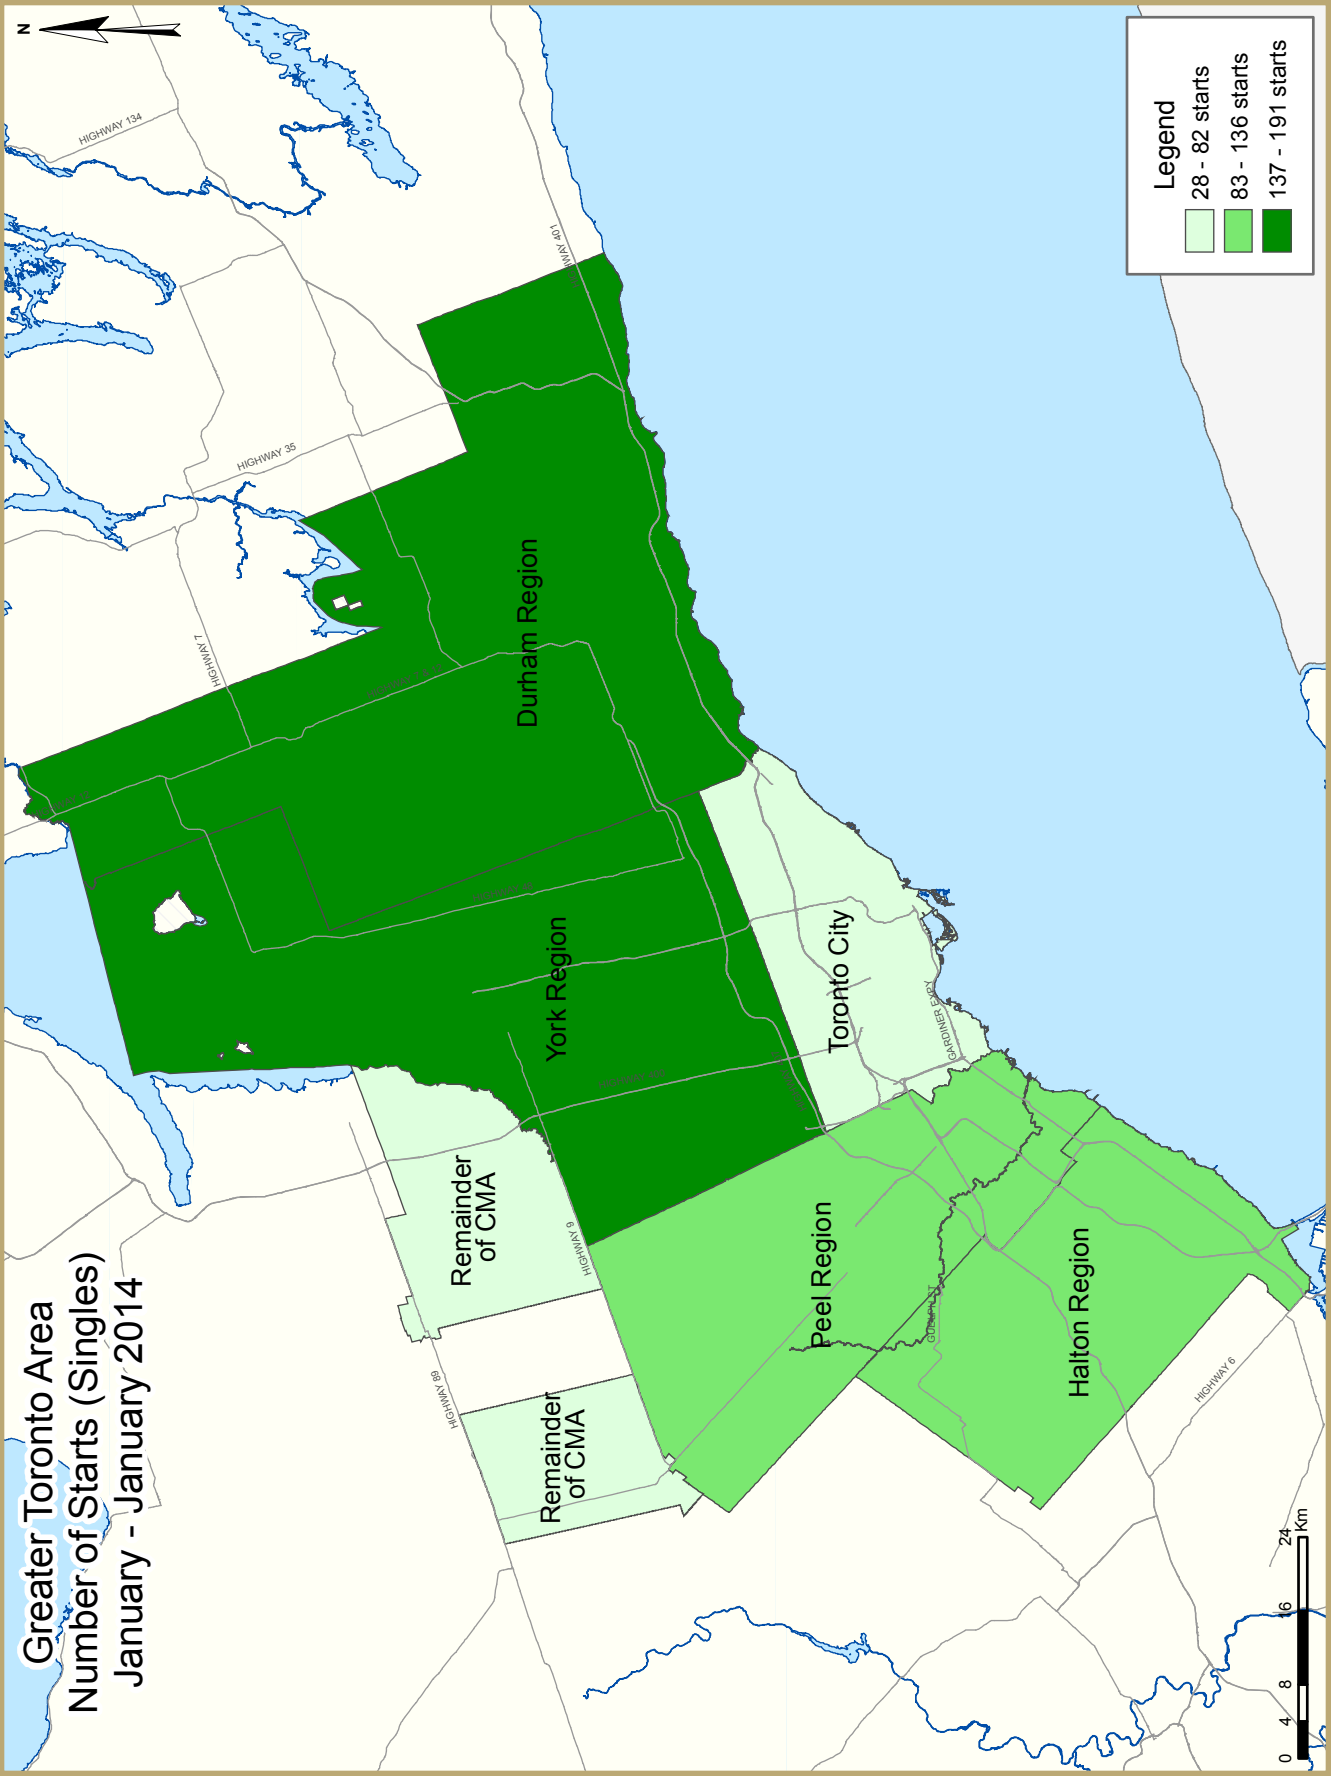 Greater Toronto Area
Number of Starts (Singles)
January - January 2014
N
HIGHWAY 134
HIGHWAY 35
HIGHWAY 7
HIGHWAY 89
HIGHWAY 9
Remainder
of CMA
Remainder
of CMA
York Region
Durham Region
Toronto City
GARDINER EXPY
Peel Region
GUELPH ST
Halton Region
HIGHWAY 6
0 4 8 16 24
Km
Legend
28 - 82 starts
83 - 136 starts
137 - 191 starts